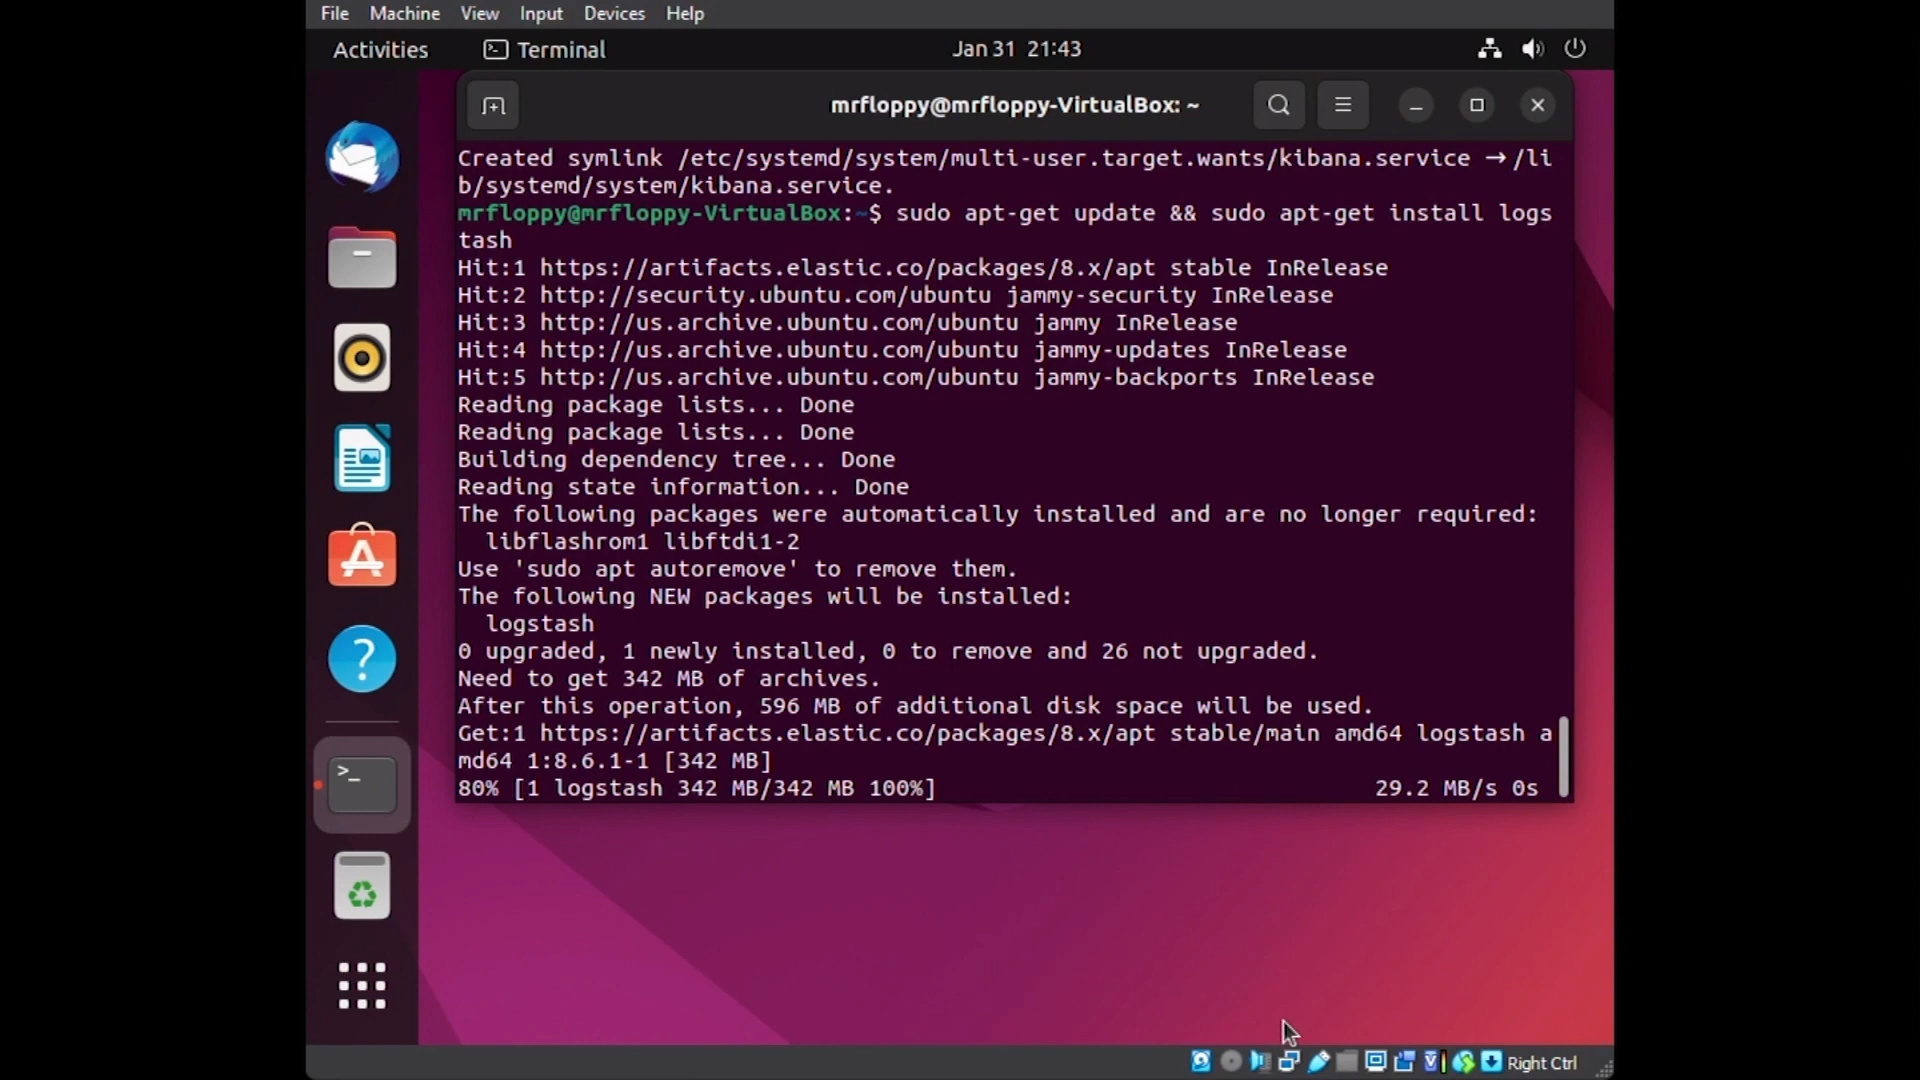 File Machine View Input Devices Help
Activities Terminal Jan 31 21:43
mrfloppy@mrfloppy-VirtualBox: ~
Created symlink /etc/systemd/system/multi-user.target.wants/kibana.service → /li
b/systemd/system/kibana.service.
mrfloppy@mrfloppy-VirtualBox:~$ sudo apt-get update && sudo apt-get install logs
tash
Hit:1 https://artifacts.elastic.co/packages/8.x/apt stable InRelease
Hit:2 http://security.ubuntu.com/ubuntu jammy-security InRelease
Hit:3 http://us.archive.ubuntu.com/ubuntu jammy InRelease
Hit:4 http://us.archive.ubuntu.com/ubuntu jammy-updates InRelease
Hit:5 http://us.archive.ubuntu.com/ubuntu jammy-backports InRelease
Reading package lists... Done
Reading package lists... Done
Building dependency tree... Done
Reading state information... Done
The following packages were automatically installed and are no longer required:
  libflashrom1 libftdi1-2
Use 'sudo apt autoremove' to remove them.
The following NEW packages will be installed:
  logstash
0 upgraded, 1 newly installed, 0 to remove and 26 not upgraded.
Need to get 342 MB of archives.
After this operation, 596 MB of additional disk space will be used.
Get:1 https://artifacts.elastic.co/packages/8.x/apt stable/main amd64 logstash a
md64 1:8.6.1-1 [342 MB]
80% [1 logstash 342 MB/342 MB 100%] 29.2 MB/s 0s
Right Ctrl